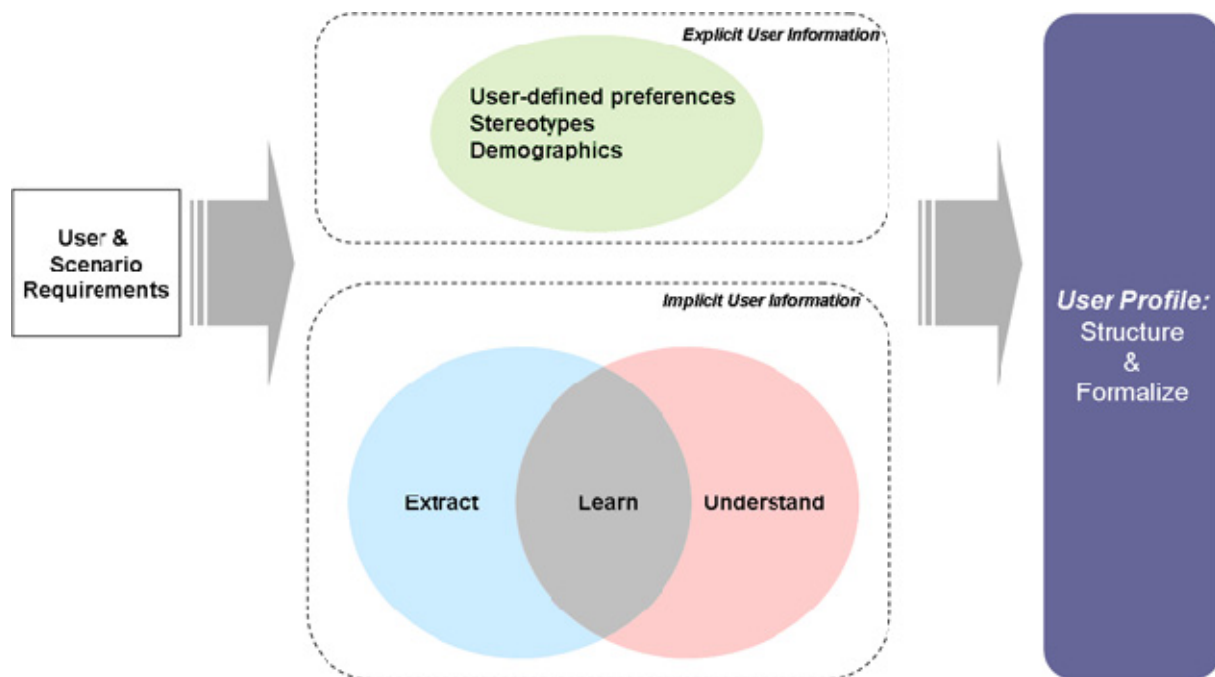 Explicit User Information
User-defined preferences
Stereotypes
Demographics
User &
Scenario
Requirements
Implicit User Information
Extract
Learn
Understand
User Profile:
Structure
&
Formalize